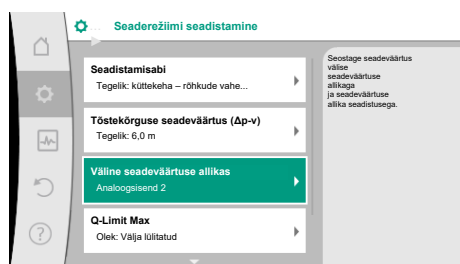 Seaderežiimi seadistamine
Seadistamisabi
Tegelik: küttekeha – rõhkude vahe...
Tõstekõrguse seadeväärtus (Δp-v)
Tegelik: 6,0 m
Väline seadeväärtuse allikas
Analoogsisend 2
Q-Limit Max
Olek: Välja lülitatud
Seostage seadeväärtus
välise
seadeväärtuse
allikaga
ja seadeväärtuse
allika seadistusega.